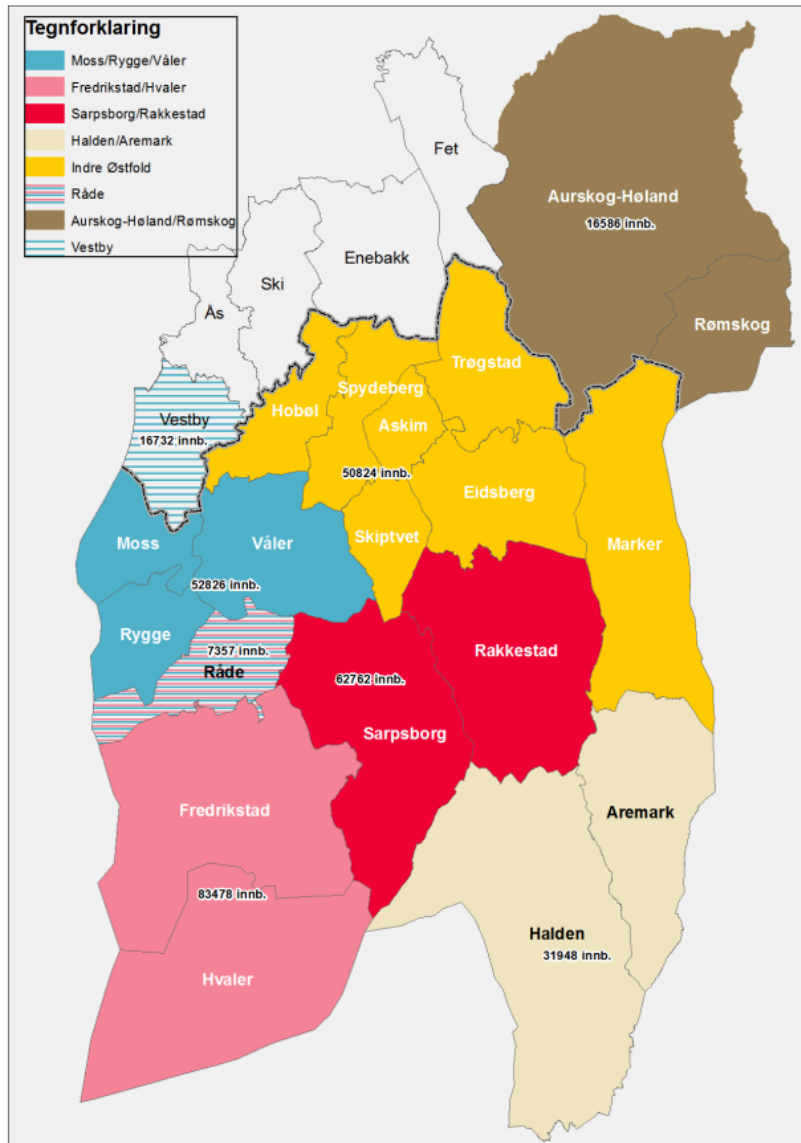 Tegnforklaring
Moss/Rygge/Våler
Fredrikstad/Hvaler
Sarpsborg/Rakkestad
Halden/Aremark
Indre Østfold
Råde
Aurskog-Høland/Rømskog
Vestby
Fet
Aurskog-Høland
16586 innb.
Enebakk
Ski
Ås
Rømskog
Trøgstad
Spydeberg
Hobøl
Askim
Vestby
16732 innb.
50824 innb.
Eidsberg
Skiptvet
Marker
Moss
Våler
52826 innb.
Rygge
7357 innb.
Råde
Rakkestad
62762 innb.
Sarpsborg
Fredrikstad
Aremark
83478 innb.
Halden
31948 innb.
Hvaler